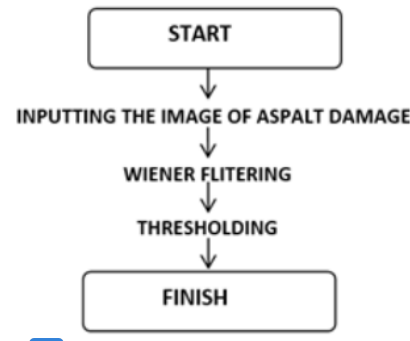 START
INPUTTING THE IMAGE OF ASPALT DAMAGE
WIENER FLITERING
THRESHOLDING
FINISH